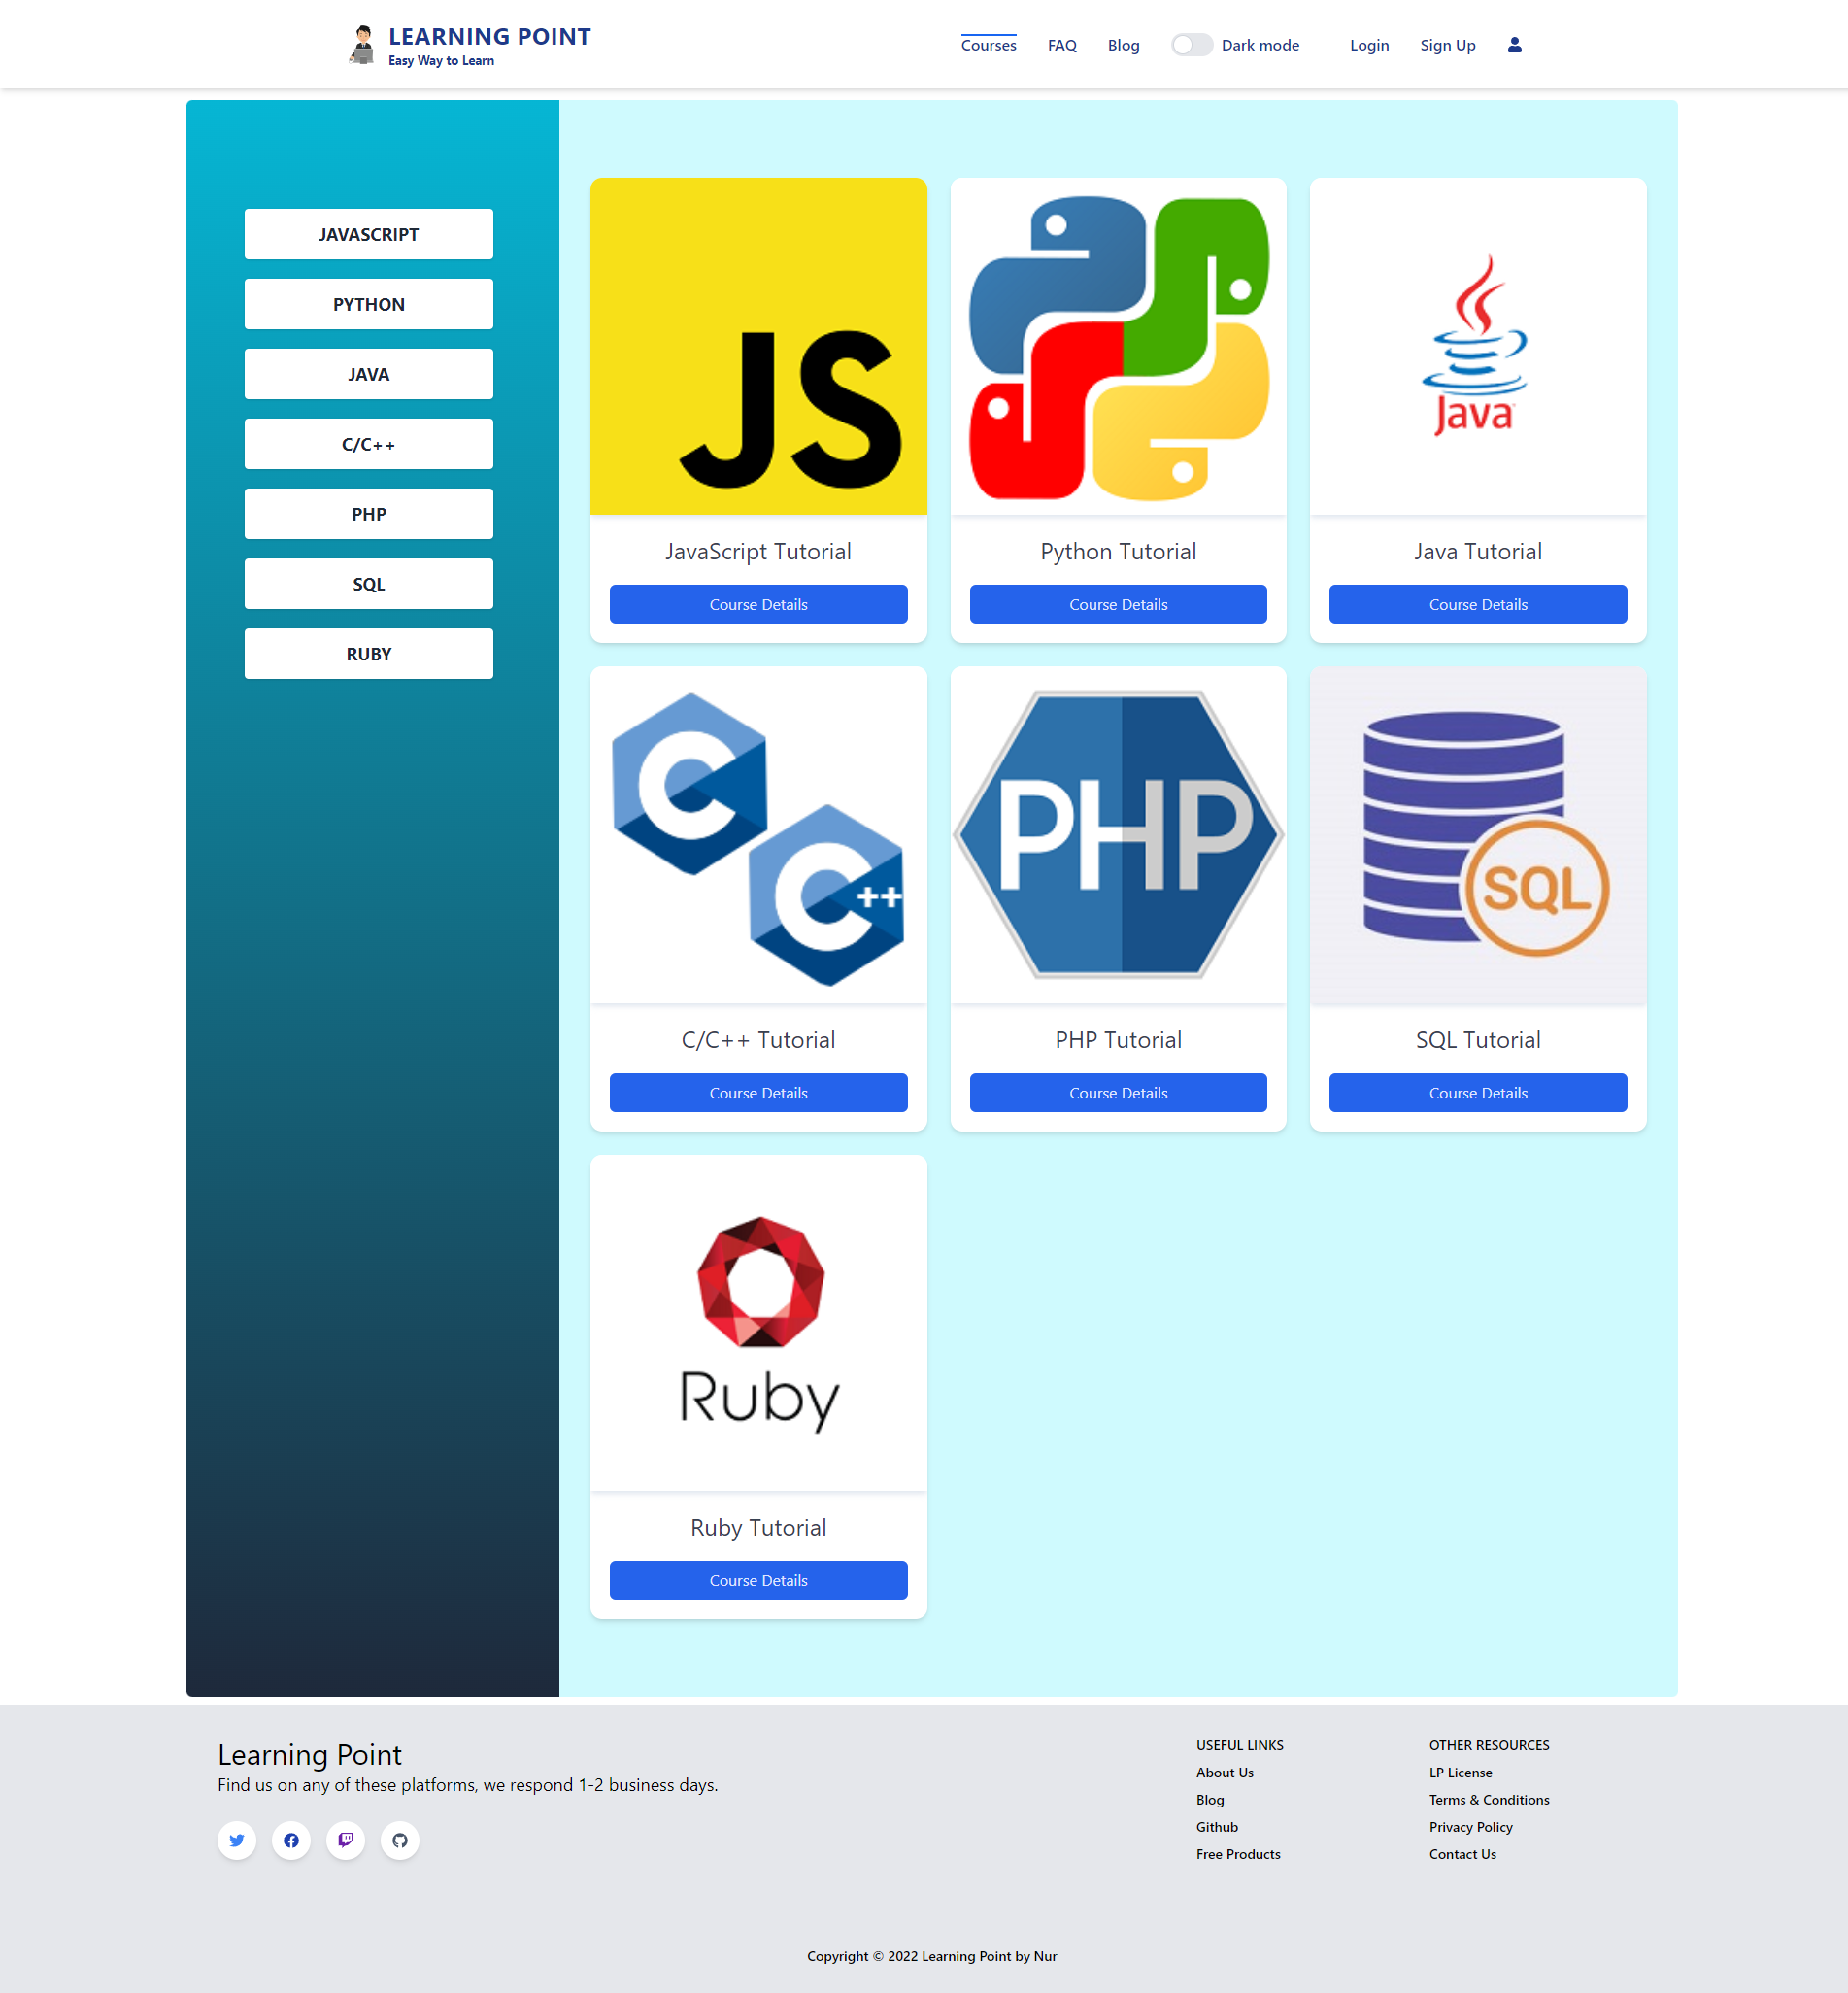 LEARNING POINT
Easy Way to Learn
Courses
FAQ
Blog
Dark mode
Login
Sign Up
JAVASCRIPT
PYTHON
JAVA
C/C++
PHP
SQL
RUBY
JS
JavaScript Tutorial
Course Details
Python Tutorial
Course Details
Java
Java Tutorial
Course Details
C
C++
C/C++ Tutorial
Course Details
PHP
PHP Tutorial
Course Details
SQL
SQL Tutorial
Course Details
Ruby
Ruby Tutorial
Course Details
Learning Point
Find us on any of these platforms, we respond 1-2 business days.
USEFUL LINKS
About Us
Blog
Github
Free Products
OTHER RESOURCES
LP License
Terms & Conditions
Privacy Policy
Contact Us
Copyright © 2022 Learning Point by Nur